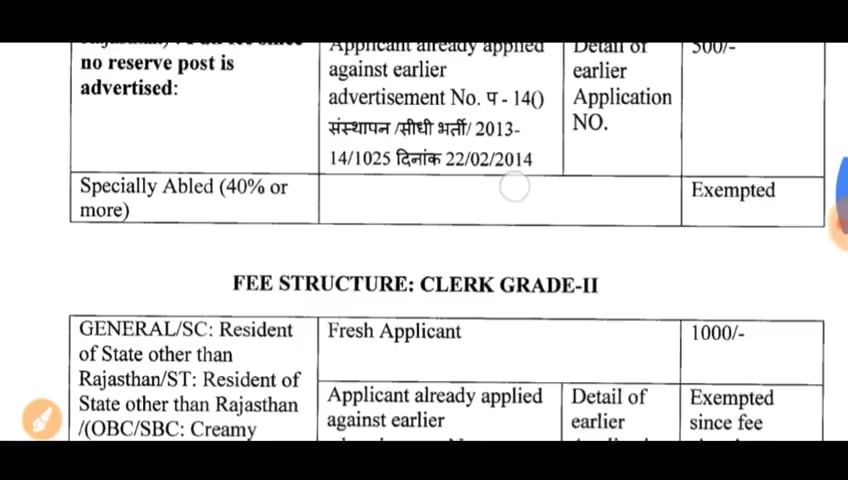 no reserve post is
advertised:
Applicant already applied
against earlier
advertisement No. प - 14()
संस्थापन /सीधी भर्ती/ 2013-
14/1025 दिनांक 22/02/2014
Detail of
earlier
Application
NO.
500/-
Specially Abled (40% or
more)
Exempted
FEE STRUCTURE: CLERK GRADE-II
GENERAL/SC: Resident
of State other than
Rajasthan/ST: Resident of
State other than Rajasthan
/(OBC/SBC: Creamy
Fresh Applicant
1000/-
Applicant already applied
against earlier
Detail of
earlier
Exempted
since fee